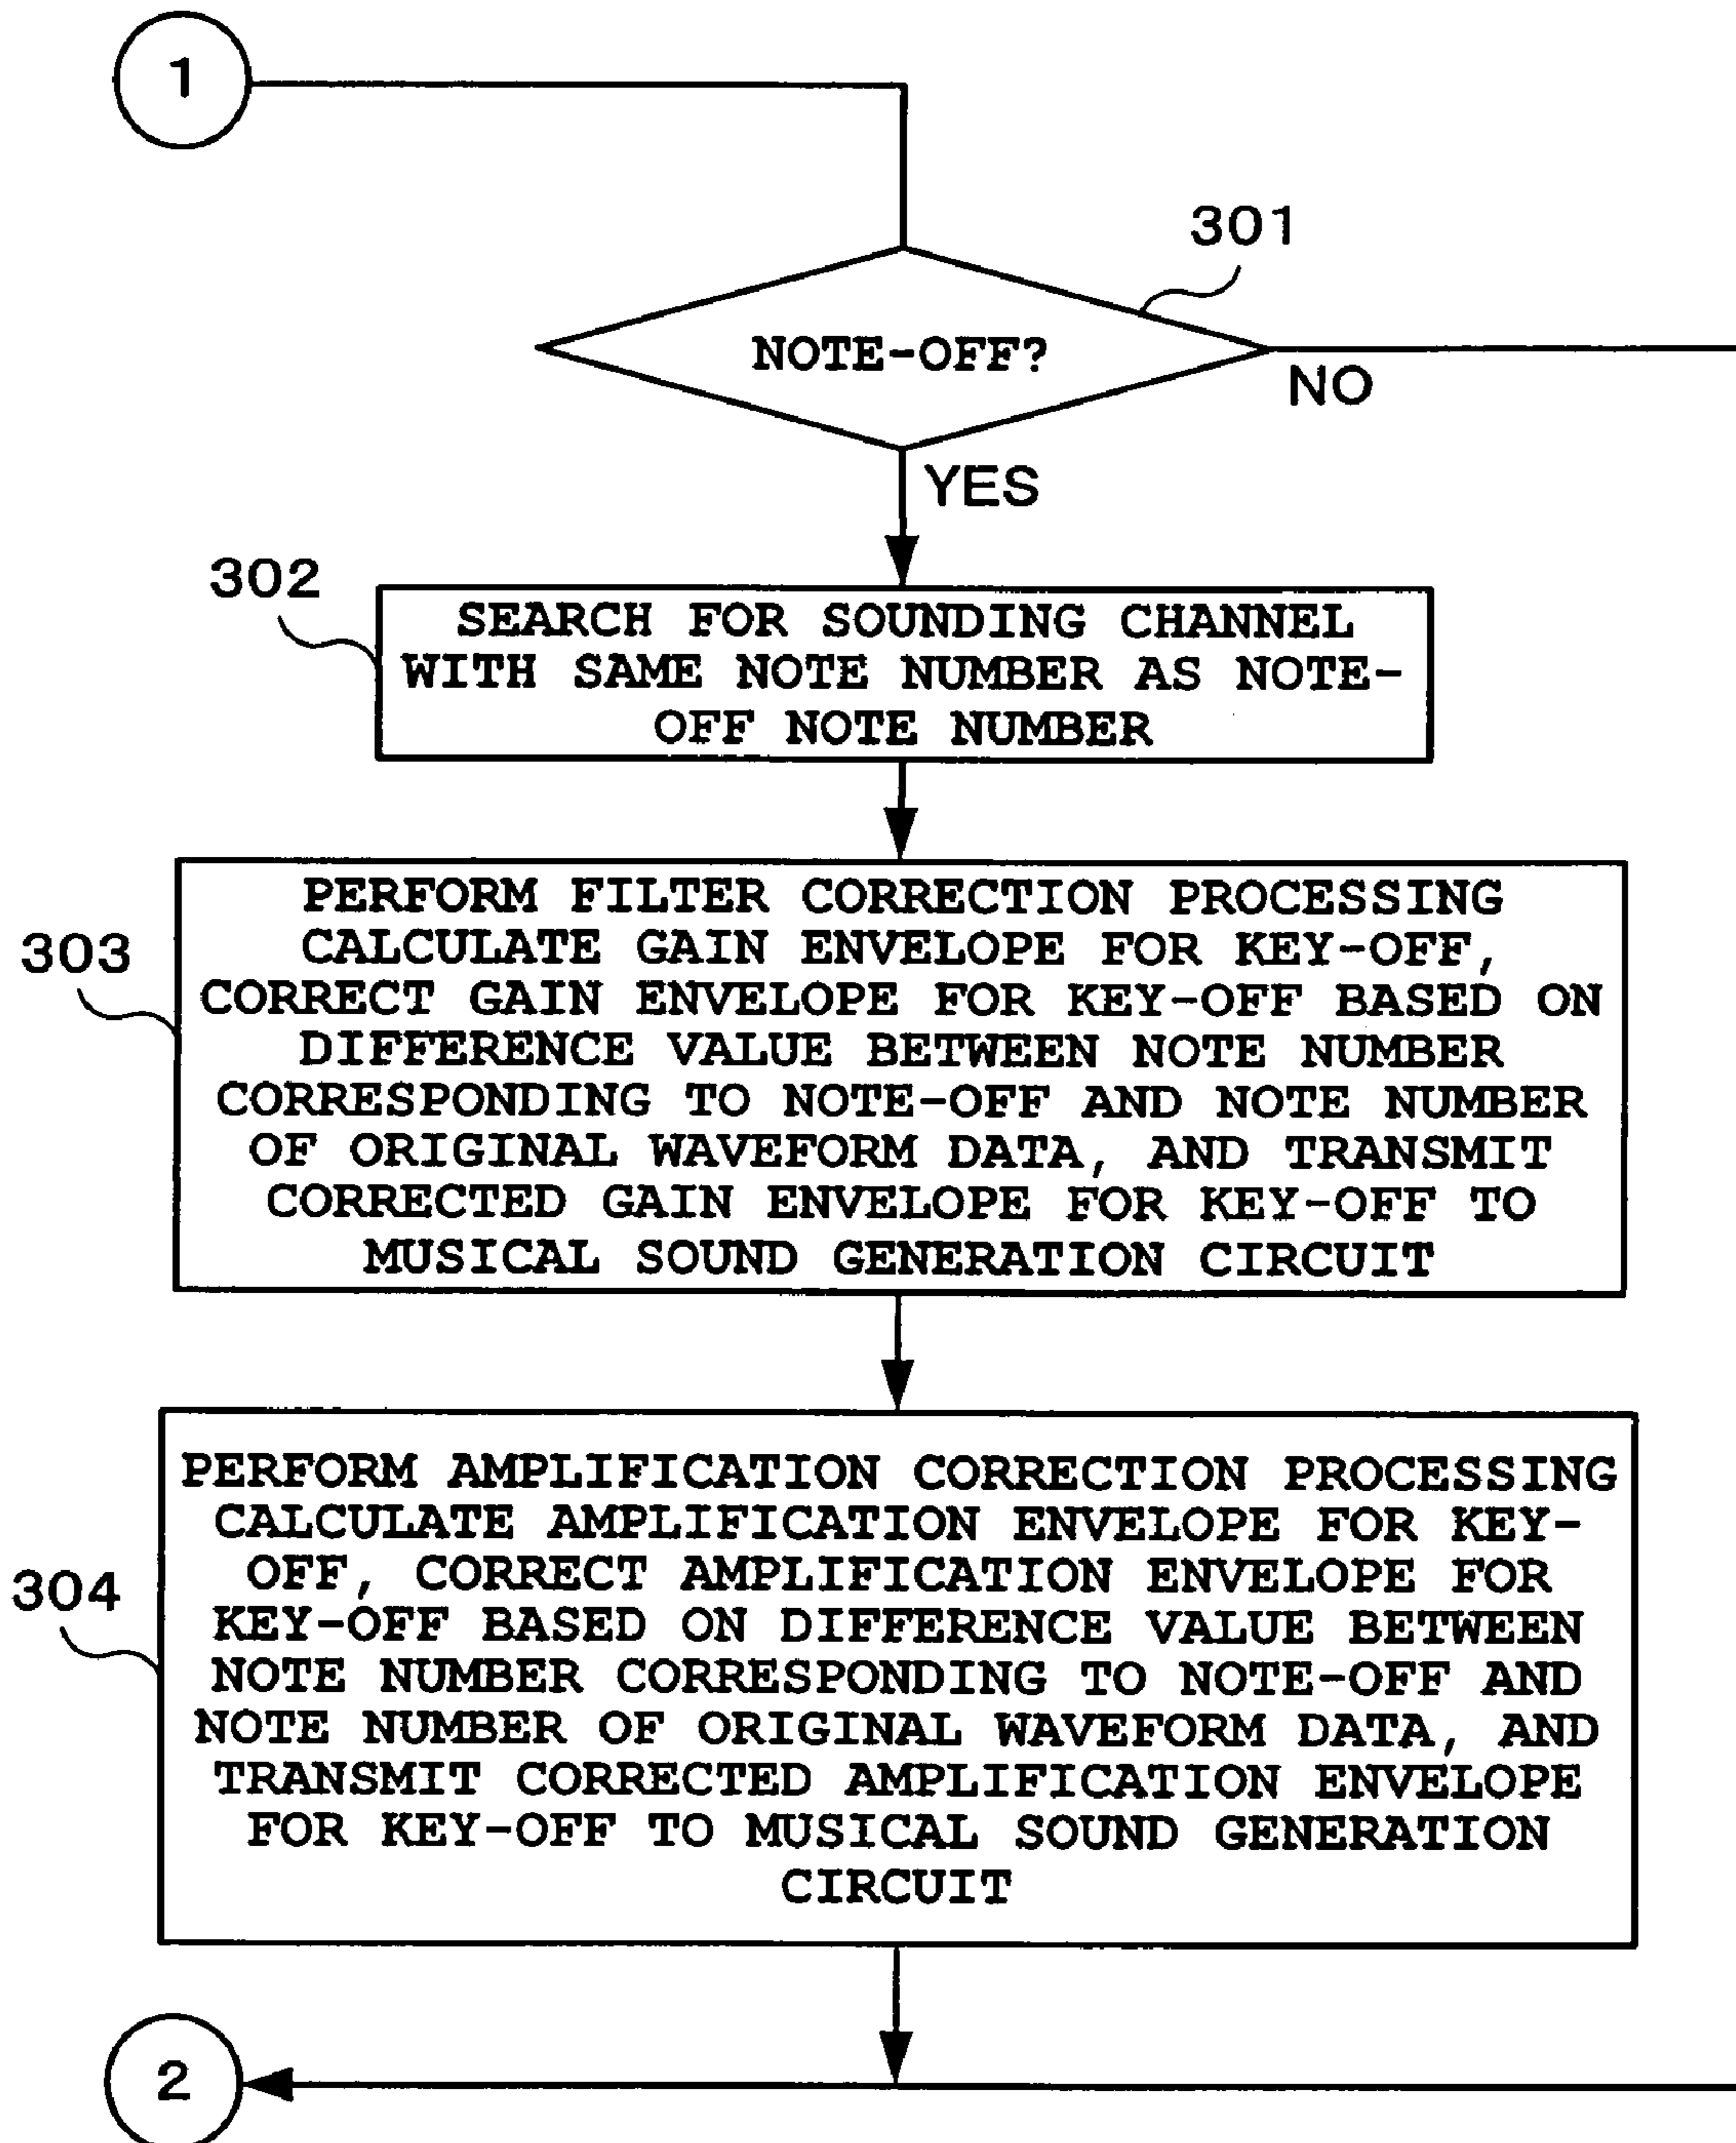 1
301
NOTE-OFF?
NO
YES
302
SEARCH FOR SOUNDING CHANNEL
WITH SAME NOTE NUMBER AS NOTE-
OFF NOTE NUMBER
303
PERFORM FILTER CORRECTION PROCESSING
CALCULATE GAIN ENVELOPE FOR KEY-OFF,
CORRECT GAIN ENVELOPE FOR KEY-OFF BASED ON
DIFFERENCE VALUE BETWEEN NOTE NUMBER
CORRESPONDING TO NOTE-OFF AND NOTE NUMBER
OF ORIGINAL WAVEFORM DATA, AND TRANSMIT
CORRECTED GAIN ENVELOPE FOR KEY-OFF TO
MUSICAL SOUND GENERATION CIRCUIT
304
PERFORM AMPLIFICATION CORRECTION PROCESSING
CALCULATE AMPLIFICATION ENVELOPE FOR KEY-
OFF, CORRECT AMPLIFICATION ENVELOPE FOR
KEY-OFF BASED ON DIFFERENCE VALUE BETWEEN
NOTE NUMBER CORRESPONDING TO NOTE-OFF AND
NOTE NUMBER OF ORIGINAL WAVEFORM DATA, AND
TRANSMIT CORRECTED AMPLIFICATION ENVELOPE
FOR KEY-OFF TO MUSICAL SOUND GENERATION
CIRCUIT
2